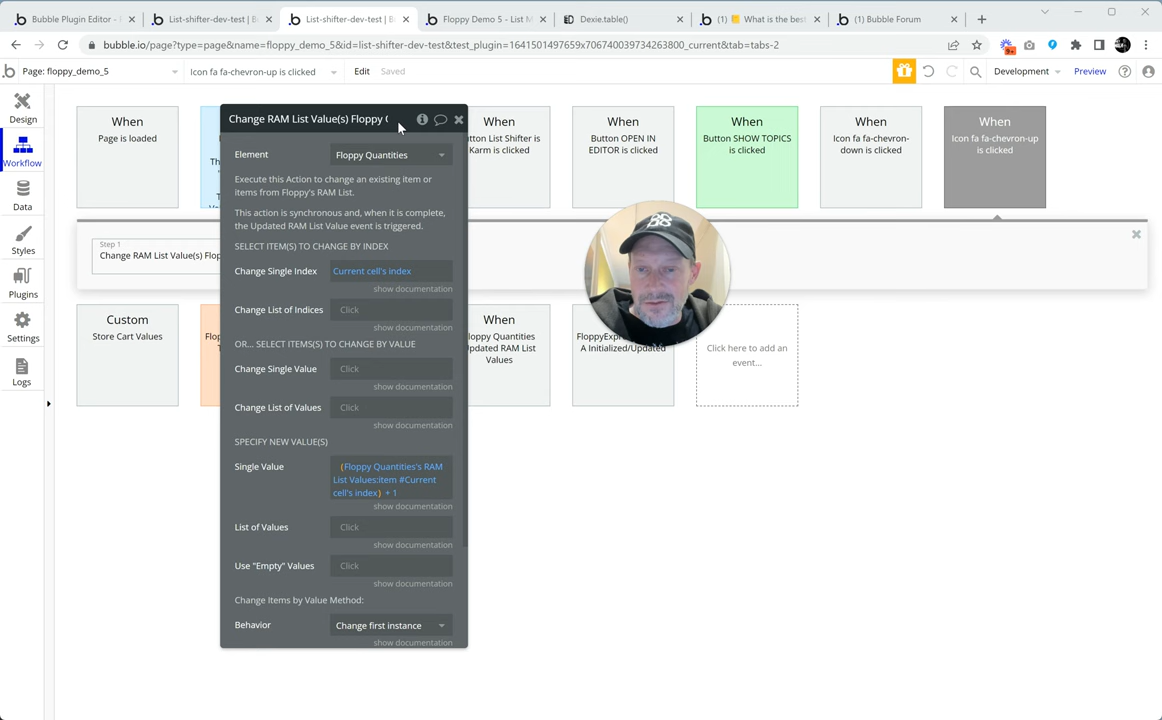 Bubble Plugin Editor -
List-shifter-dev-test | B
List-shifter-dev-test | B
Floppy Demo 5 - List M
Dexie.table()
(1) 👏 What is the best
(1) Bubble Forum
bubble.io/page?type=page&name=floppy_demo_5&id=list-shifter-dev-test&test_plugin=1641501497659x706740039734263800_current&tab=tabs-2
Page: floppy_demo_5
Icon fa fa-chevron-up is clicked
Edit
Saved
Development
Preview
Design
Workflow
Data
Styles
Plugins
Settings
Logs
When
Page is loaded
Change RAM List Value(s) Floppy
Element
Floppy Quantities
Execute this Action to change an existing item or
items from Floppy's RAM List.
This action is synchronous and, when it is complete,
the Updated RAM List Value event is triggered.
SELECT ITEM(S) TO CHANGE BY INDEX
Change Single Index
Current cell's index
show documentation
Change List of Indices
Click
show documentation
OR... SELECT ITEMS(S) TO CHANGE BY VALUE
Change Single Value
Click
show documentation
Change List of Values
Click
show documentation
SPECIFY NEW VALUE(S)
Single Value
(Floppy Quantities's RAM
List Values:item #Current
cell's index) + 1
show documentation
List of Values
Click
show documentation
Use "Empty" Values
Click
show documentation
Change Items by Value Method:
Behavior
Change first instance
show documentation
When
List Shifter is
Karm is clicked
When
Button OPEN IN
EDITOR is clicked
When
Button SHOW TOPICS
is clicked
When
Icon fa fa-chevron-
down is clicked
When
Icon fa fa-chevron-up
is clicked
Step 1
Change RAM List Value(s) Flop
Custom
Store Cart Values
When
loppy Quantities
Updated RAM List
Values
A Initialized/Updated
Click here to add an
event...